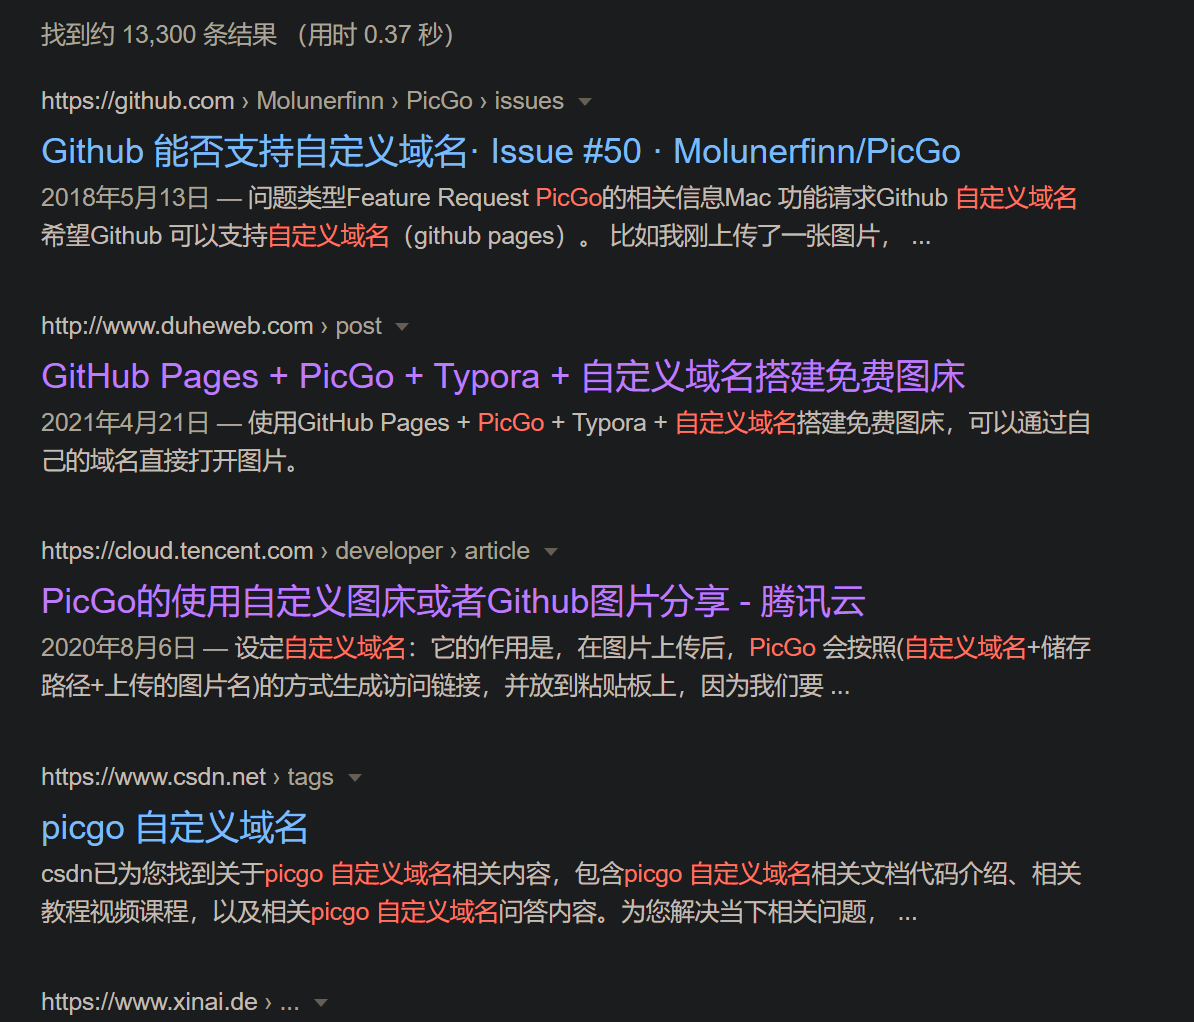 找到约 13,300 条结果 （用时 0.37 秒）
https://github.com › Molunerfinn › PicGo › issues
Github 能否支持自定义域名· Issue #50 · Molunerfinn/PicGo
2018年5月13日 — 问题类型Feature Request PicGo的相关信息Mac 功能请求Github 自定义域名
希望Github 可以支持自定义域名（github pages）。 比如我刚上传了一张图片， ...
http://www.duheweb.com › post
GitHub Pages + PicGo + Typora + 自定义域名搭建免费图床
2021年4月21日 — 使用GitHub Pages + PicGo + Typora + 自定义域名搭建免费图床，可以通过自
己的域名直接打开图片。
https://cloud.tencent.com › developer › article
PicGo的使用自定义图床或者Github图片分享 - 腾讯云
2020年8月6日 — 设定自定义域名：它的作用是，在图片上传后，PicGo 会按照(自定义域名+储存
路径+上传的图片名)的方式生成访问链接，并放到粘贴板上，因为我们要 ...
https://www.csdn.net › tags
picgo 自定义域名
csdn已为您找到关于picgo 自定义域名相关内容，包含picgo 自定义域名相关文档代码介绍、相关
教程视频课程，以及相关picgo 自定义域名问答内容。为您解决当下相关问题， ...
https://www.xinai.de › ...